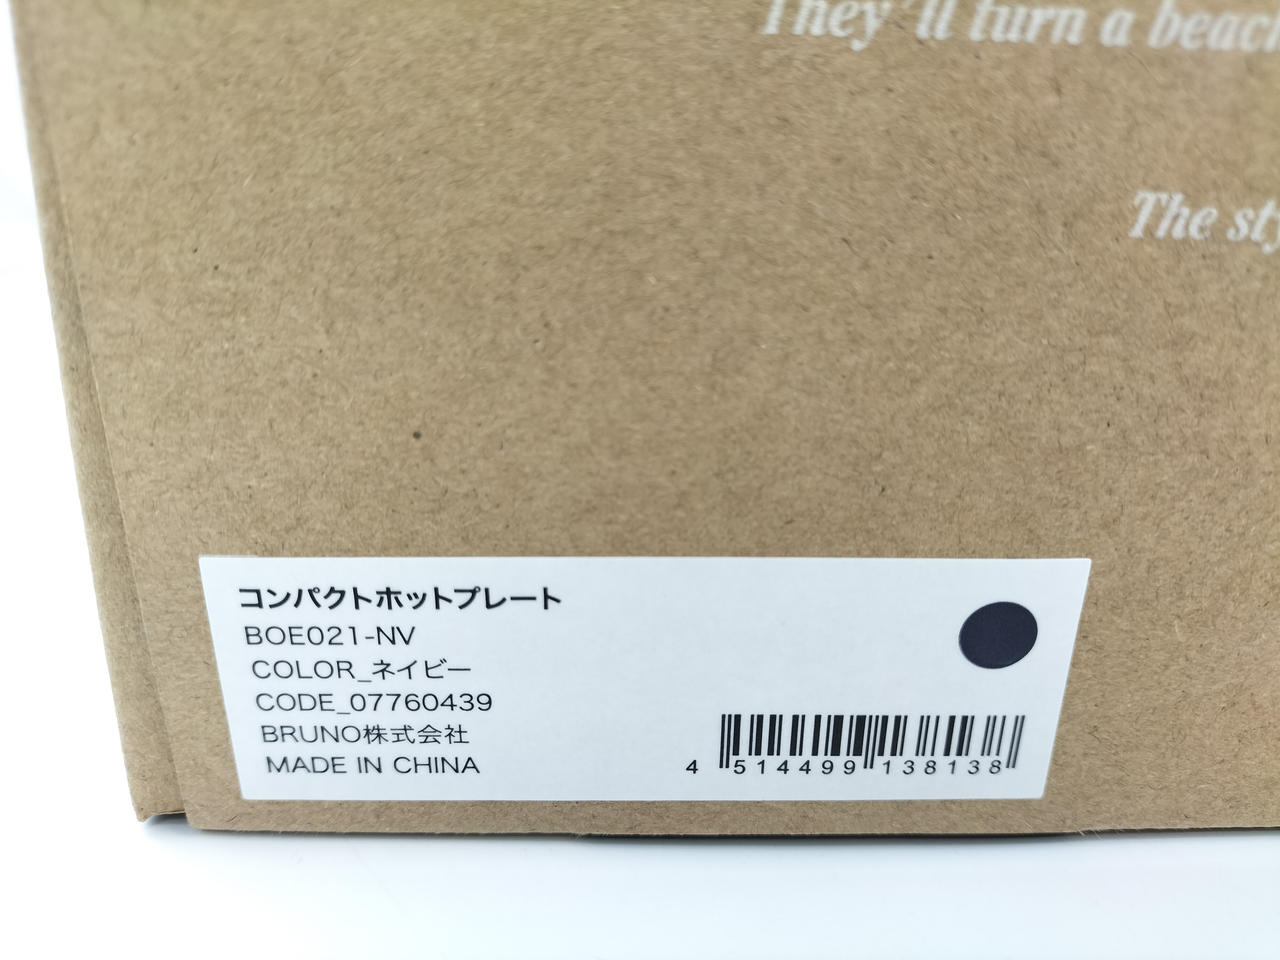 They'll turn a beach
The sty
コンパクトホットプレート
BOE021-NV
COLOR_ネイビー
CODE_07760439
BRUNO株式会社
MADE IN CHINA
4 514499 138138